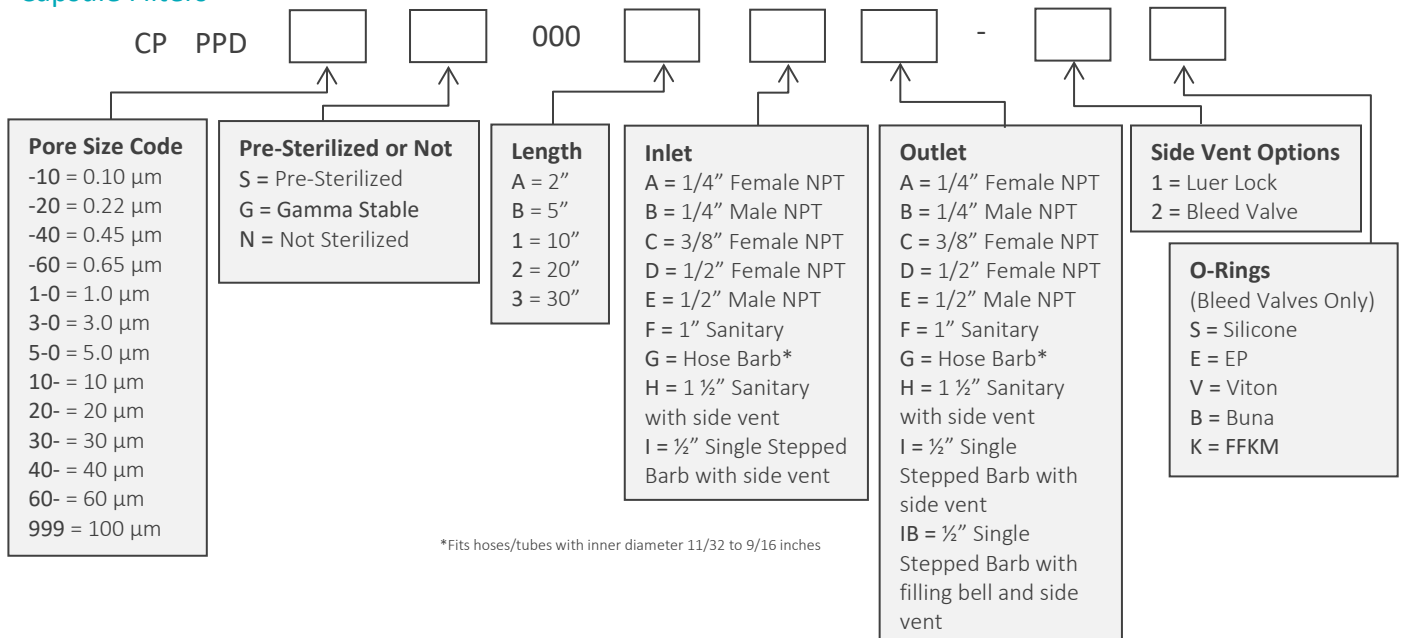 Capsule Filters
CP PPD 000 -
Pore Size Code
-10 = 0.10 µm
-20 = 0.22 µm
-40 = 0.45 µm
-60 = 0.65 µm
1-0 = 1.0 µm
3-0 = 3.0 µm
5-0 = 5.0 µm
10- = 10 µm
20- = 20 µm
30- = 30 µm
40- = 40 µm
60- = 60 µm
999 = 100 µm
Pre-Sterilized or Not
S = Pre-Sterilized
G = Gamma Stable
N = Not Sterilized
Length
A = 2”
B = 5”
1 = 10”
2 = 20”
3 = 30”
Inlet
A = 1/4” Female NPT
B = 1/4” Male NPT
C = 3/8” Female NPT
D = 1/2” Female NPT
E = 1/2” Male NPT
F = 1” Sanitary
G = Hose Barb*
H = 1 ½” Sanitary
with side vent
I = ½” Single Stepped
Barb with side vent
Outlet
A = 1/4” Female NPT
B = 1/4” Male NPT
C = 3/8” Female NPT
D = 1/2” Female NPT
E = 1/2” Male NPT
F = 1” Sanitary
G = Hose Barb*
H = 1 ½” Sanitary
with side vent
I = ½” Single
Stepped Barb with
side vent
IB = ½” Single
Stepped Barb with
filling bell and side
vent
Side Vent Options
1 = Luer Lock
2 = Bleed Valve
O-Rings
(Bleed Valves Only)
S = Silicone
E = EP
V = Viton
B = Buna
K = FFKM
*Fits hoses/tubes with inner diameter 11/32 to 9/16 inches